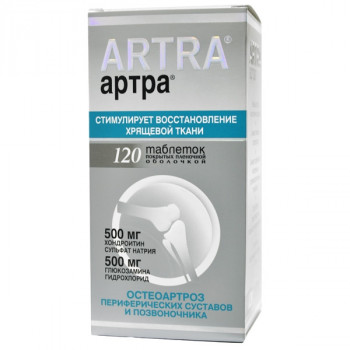 ARTRA®
артра®
СТИМУЛИРУЕТ ВОССТАНОВЛЕНИЕ
ХРЯЩЕВОЙ ТКАНИ
120 таблеток
покрытых пленочной
оболочкой
500 мг
ХОНДРОИТИН
СУЛЬФАТ НАТРИЯ
500 мг
ГЛЮКОЗАМИНА
ГИДРОХЛОРИД
ОСТЕОАРТРОЗ
ПЕРИФЕРИЧЕСКИХ СУСТАВОВ
И ПОЗВОНОЧНИКА